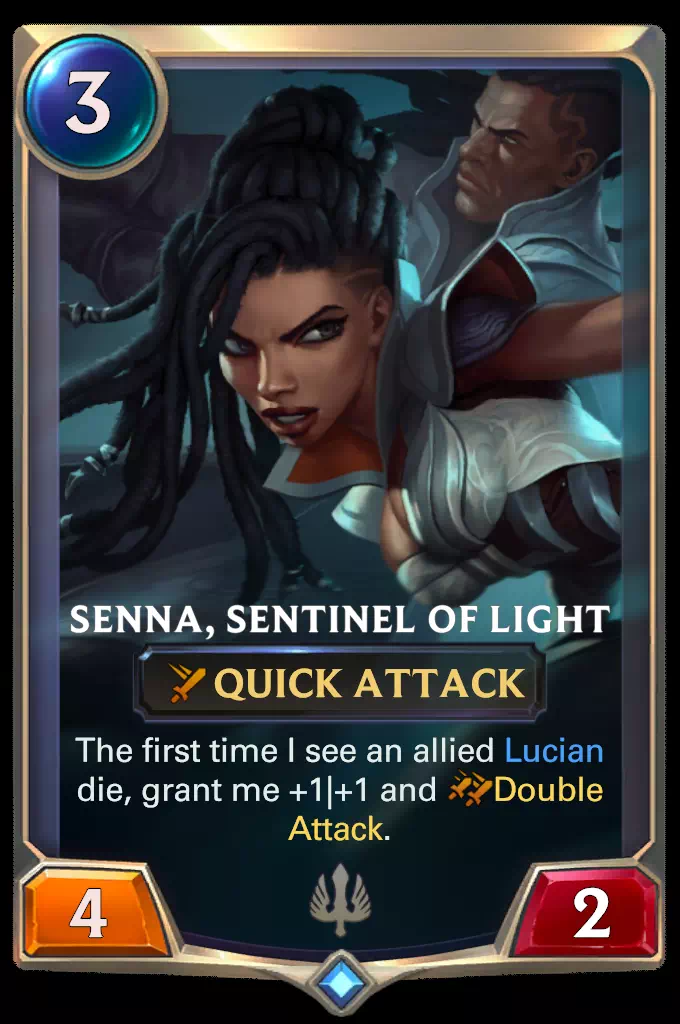 3
SENNA, SENTINEL OF LIGHT
QUICK ATTACK
The first time I see an allied Lucian
die, grant me +1|+1 and Double
Attack.
4
2